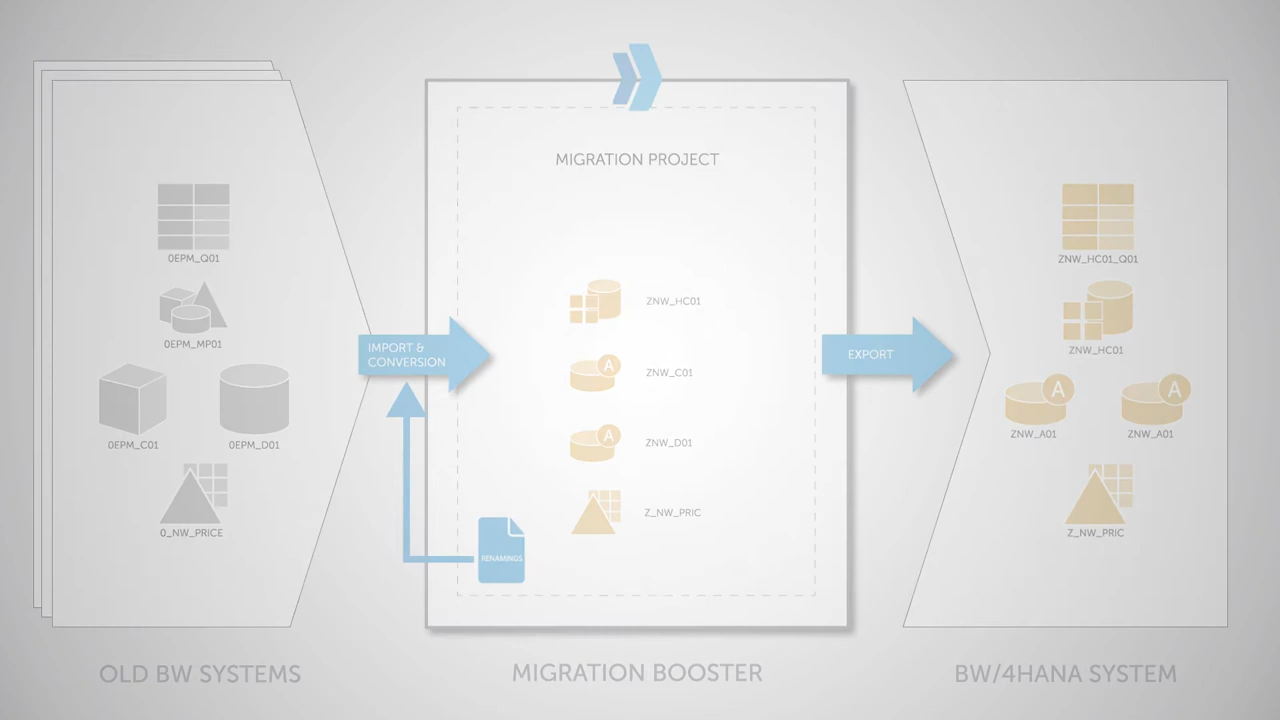 0EPM_Q01
0EPM_MP01
0EPM_C01
0EPM_D01
0_NW_PRICE
OLD BW SYSTEMS
IMPORT &
CONVERSION
MIGRATION PROJECT
ZNW_HC01
ZNW_C01
ZNW_D01
Z_NW_PRIC
RENAMINGS
MIGRATION BOOSTER
EXPORT
ZNW_HC01_Q01
ZNW_HC01
A
A
ZNW_A01
ZNW_A01
Z_NW_PRIC
BW/4HANA SYSTEM
A
A